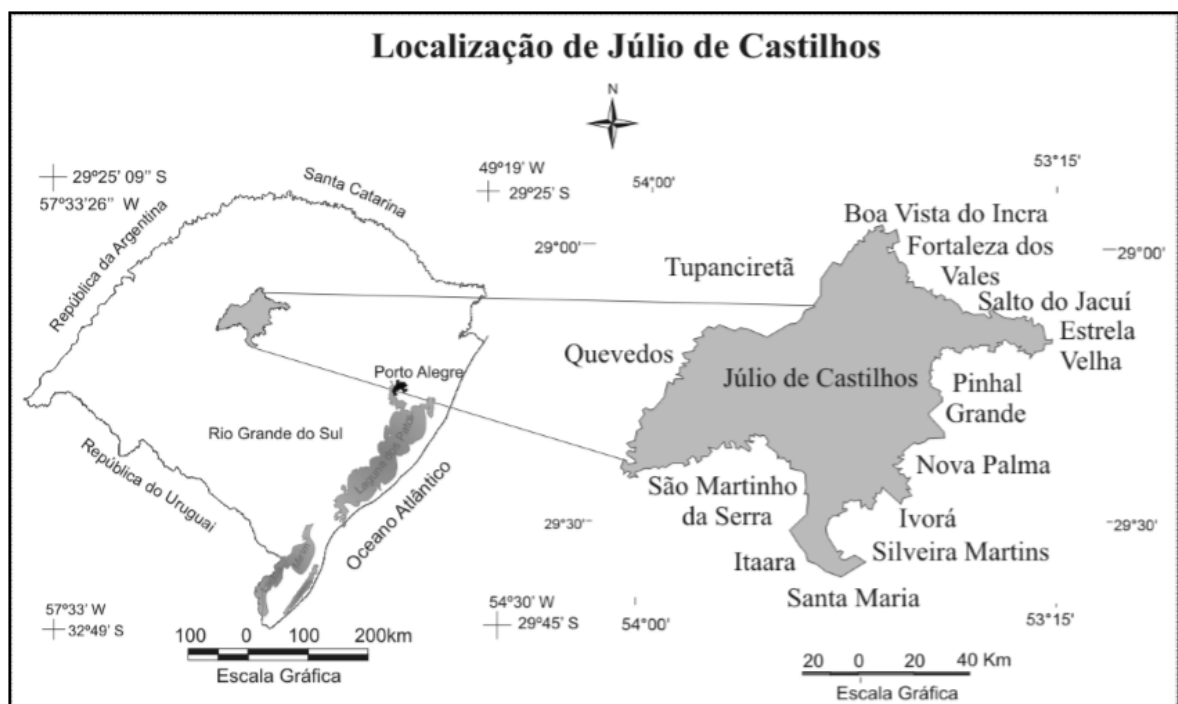 Localização de Júlio de Castilhos
N
29º25' 09'' S
57º33'26'' W
Santa Catarina
49º19' W
29º25' S
República da Argentina
Porto Alegre
Rio Grande do Sul
Laguna dos Patos
República do Uruguai
Oceano Atlântico
57º33' W
32º49' S
54º30' W
29º45' S
100 0 100 200km
Escala Gráfica
54º00'
53º15'
29º00'
29º00'
Boa Vista do Incra
Fortaleza dos
Vales
Tupanciretã
Salto do Jacuí
Estrela
Velha
Quevedos
Júlio de Castilhos
Pinhal
Grande
Nova Palma
São Martinho
da Serra
Ivorá
29º30'
29º30'
Silveira Martins
Itaara
Santa Maria
54º00'
53º15'
20 0 20 40 Km
Escala Gráfica